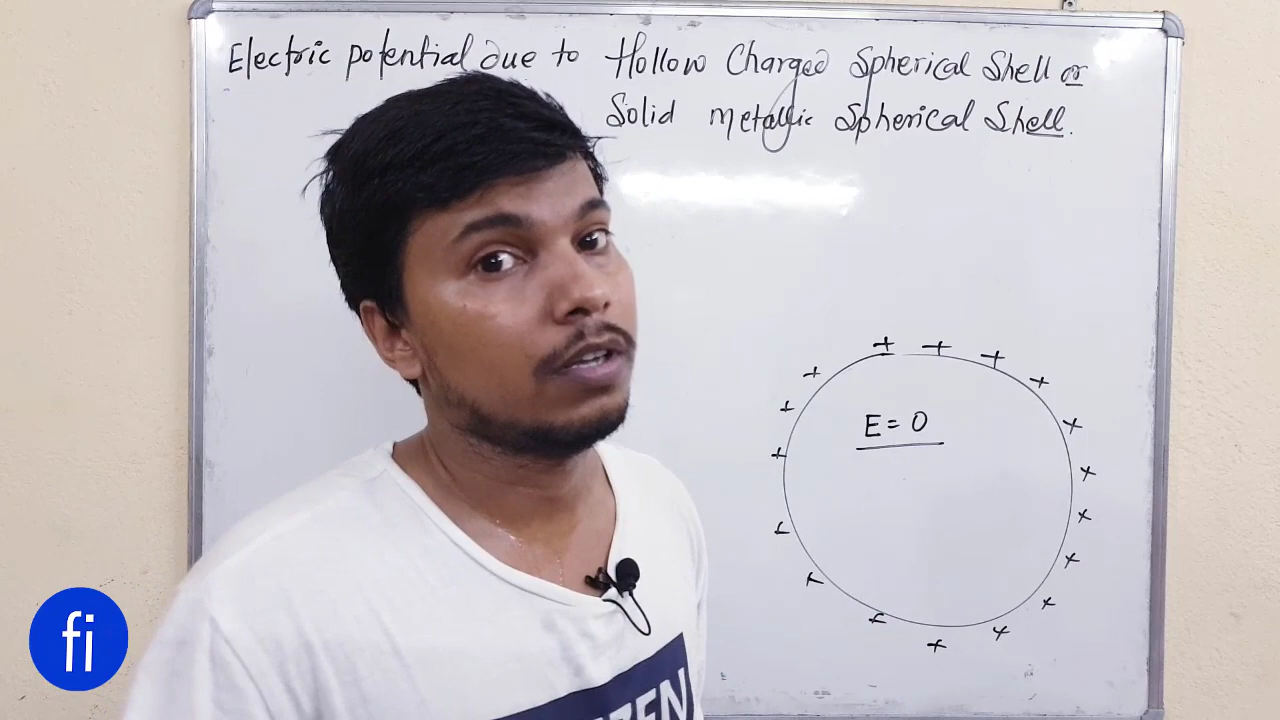 Electric potential due to Hollow Charged Spherical Shell or
Solid metallic Spherical Shell.
E = 0
fi